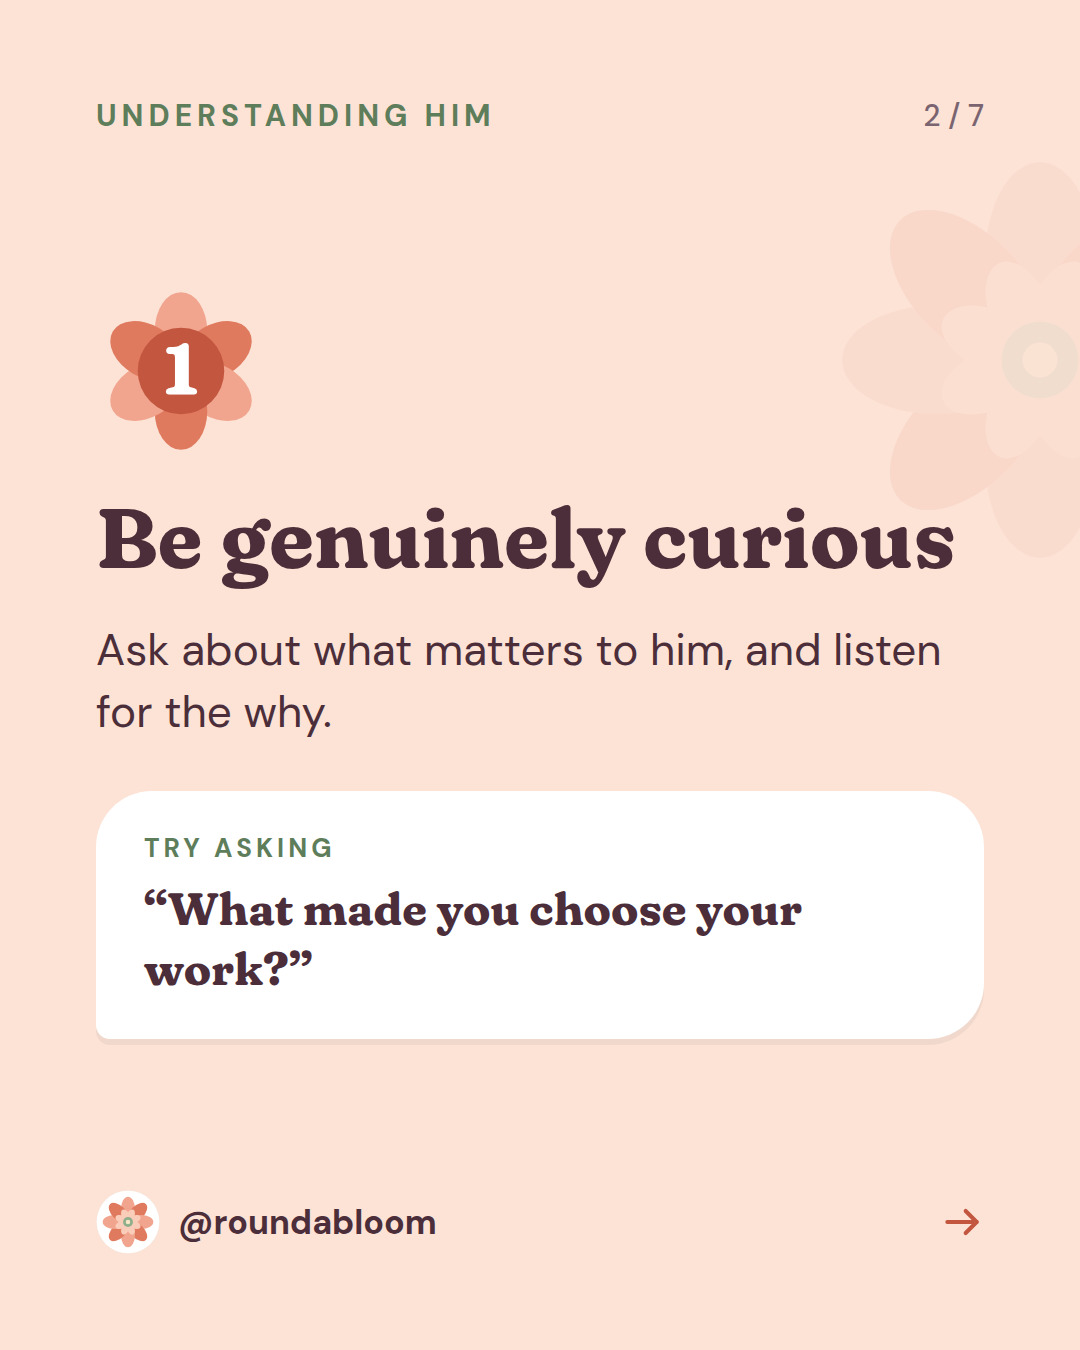 UNDERSTANDING HIM
2 / 7
1
Be genuinely curious
Ask about what matters to him, and listen
for the why.
TRY ASKING
“What made you choose your
work?”
@roundabloom